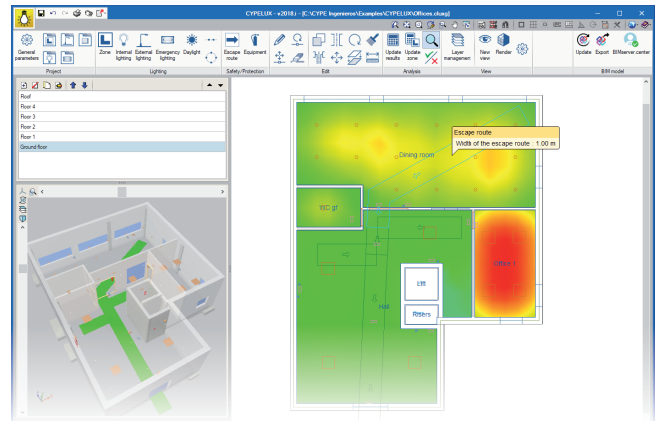 CYPELUX - v2018.i - [C:\CYPE Ingenieros\Examples\CYPELUX\Offices.cluxg]
General parameters
Zone
Internal lighting
External lighting
Emergency lighting
Daylight
Escape route
Equipment
Update results
Update zone
Layer management
New view
Render
Update
Export
BIMserver.center
Project
Lighting
Safety/Protection
Edit
Analysis
View
BIM model
Roof
Floor 4
Floor 3
Floor 2
Floor 1
Ground floor
Escape route
Width of the escape route : 1.00 m
Dining room
WC gf
Office 1
Lift
Hall
Risers